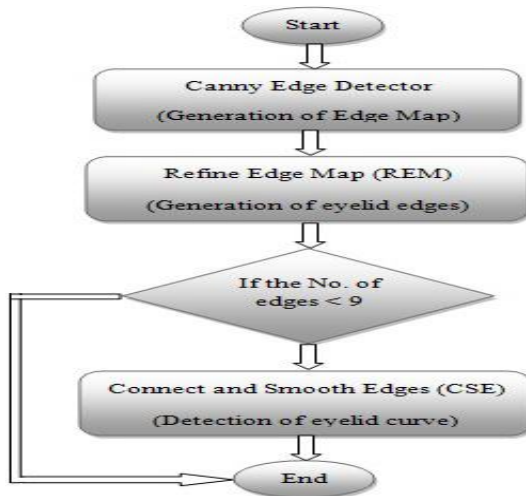 Start
Canny Edge Detector
(Generation of Edge Map)
Refine Edge Map (REM)
(Generation of eyelid edges)
If the No. of
edges < 9
Connect and Smooth Edges (CSE)
(Detection of eyelid curve)
End